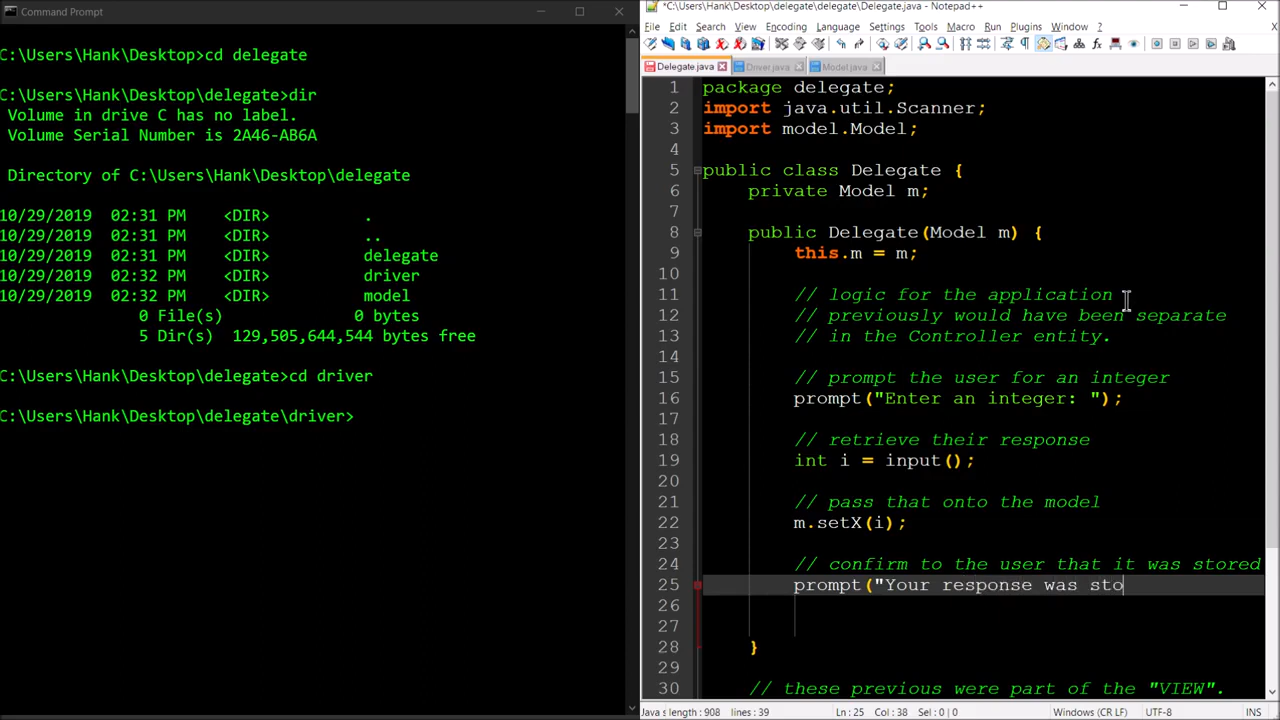 Command Prompt
C:\Users\Hank\Desktop>cd delegate
C:\Users\Hank\Desktop\delegate>dir
Volume in drive C has no label.
Volume Serial Number is 2A46-AB6A
Directory of C:\Users\Hank\Desktop\delegate
10/29/2019 02:31 PM <DIR> .
10/29/2019 02:31 PM <DIR> ..
10/29/2019 02:31 PM <DIR> delegate
10/29/2019 02:32 PM <DIR> driver
10/29/2019 02:32 PM <DIR> model
0 File(s) 0 bytes
5 Dir(s) 129,505,644,544 bytes free
C:\Users\Hank\Desktop\delegate>cd driver
C:\Users\Hank\Desktop\delegate\driver>
*C:\Users\Hank\Desktop\delegate\delegate\Delegate.java - Notepad++
File Edit Search View Encoding Language Settings Tools Macro Run Plugins Window ? X
Delegate.java Driver.java Model.java
1 package delegate;
2 import java.util.Scanner;
3 import model.Model;
4
5 public class Delegate {
6 private Model m;
7
8 public Delegate(Model m) {
9 this.m = m;
10
11 // logic for the application
12 // previously would have been separate
13 // in the Controller entity.
14
15 // prompt the user for an integer
16 prompt("Enter an integer: ");
17
18 // retrieve their response
19 int i = input();
20
21 // pass that onto the model
22 m.setX(i);
23
24 // confirm to the user that it was stored
25 prompt("Your response was sto
26
27
28 }
29
30 // these previous were part of the "VIEW".
Java s length : 908 lines : 39 Ln : 25 Col : 38 Sel : 0 | 0 Windows (CR LF) UTF-8 INS